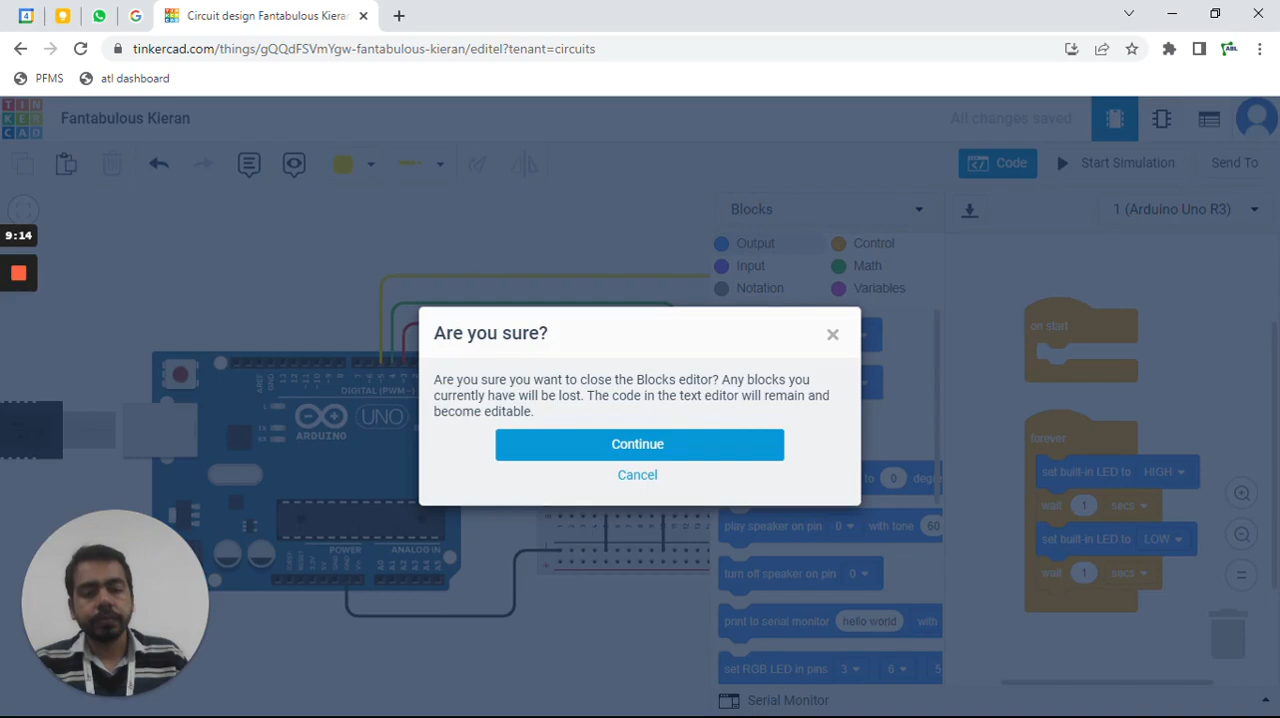 Circuit design Fantabulous Kieran
tinkercad.com/things/gQQdFSVmYgw-fantabulous-kieran/editel?tenant=circuits
PFMS
atl dashboard
TIN
KER
CAD
Fantabulous Kieran
All changes saved
Code
Start Simulation
Send To
9:14
Blocks
1 (Arduino Uno R3)
Output
Control
Input
Math
Notation
Variables
Are you sure?
Are you sure you want to close the Blocks editor? Any blocks you
currently have will be lost. The code in the text editor will remain and
become editable.
Continue
Cancel
on start
forever
set built-in LED to HIGH
wait 1 secs
set built-in LED to LOW
wait 1 secs
to 0 degre
play speaker on pin 0 with tone 60
turn off speaker on pin 0
print to serial monitor hello world with
set RGB LED in pins 3 6 5
Serial Monitor
DIGITAL (PWM~)
UNO
ARDUINO
POWER
ANALOG IN